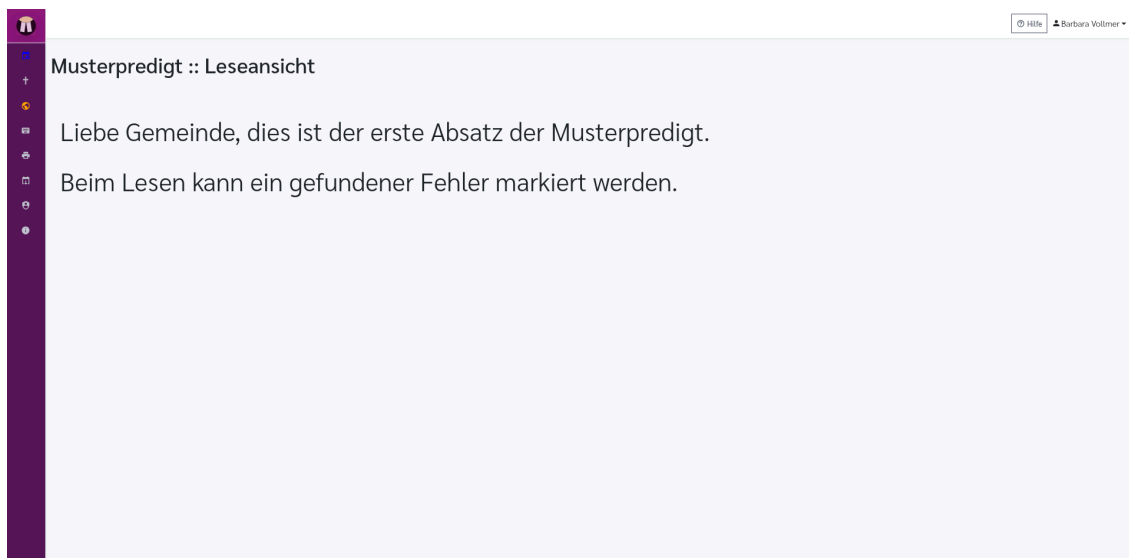 Hilfe
Barbara Vollmer
Musterpredigt :: Leseansicht
Liebe Gemeinde, dies ist der erste Absatz der Musterpredigt.
Beim Lesen kann ein gefundener Fehler markiert werden.